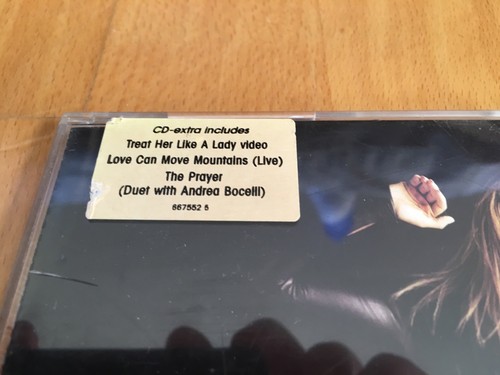 CD-extra includes
Treat Her Like A Lady video
Love Can Move Mountains (Live)
The Prayer
(Duet with Andrea Bocelli)
667552 5